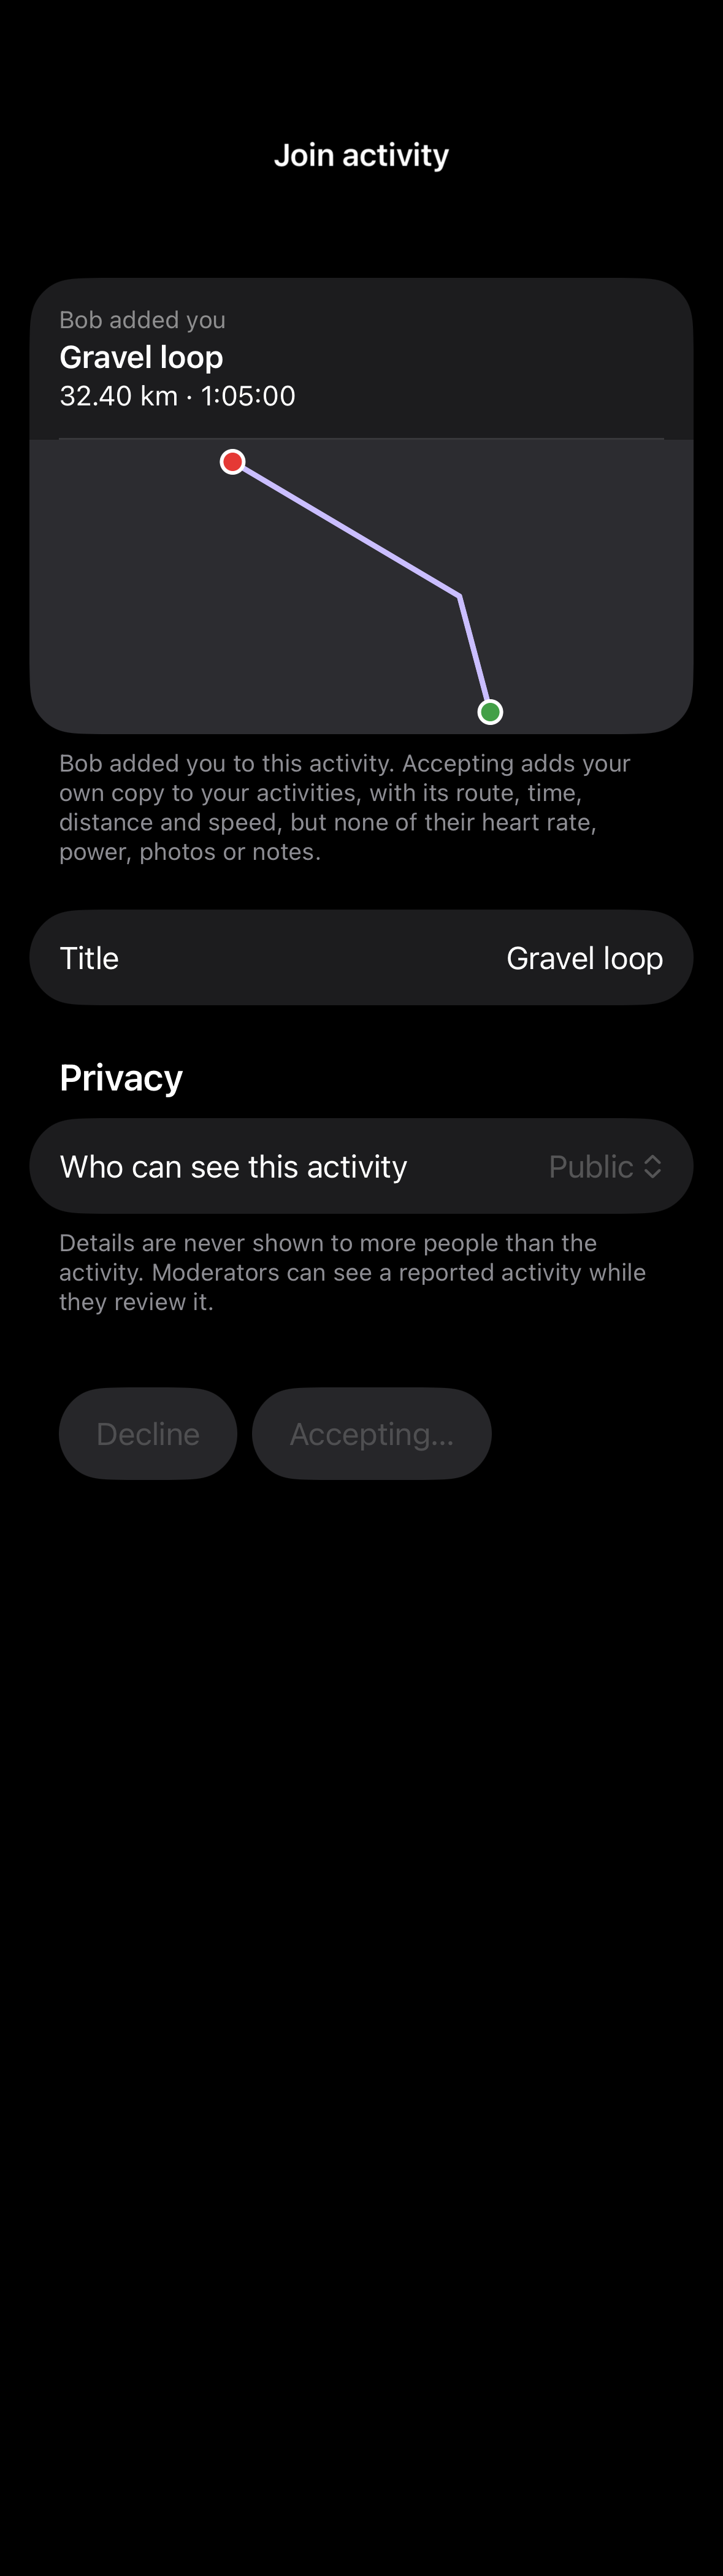 Join activity
Bob added you
Gravel loop
32.40 km · 1:05:00
Bob added you to this activity. Accepting adds your
own copy to your activities, with its route, time,
distance and speed, but none of their heart rate,
power, photos or notes.
Title Gravel loop
Privacy
Who can see this activity Public
Details are never shown to more people than the
activity. Moderators can see a reported activity while
they review it.
Decline Accepting…